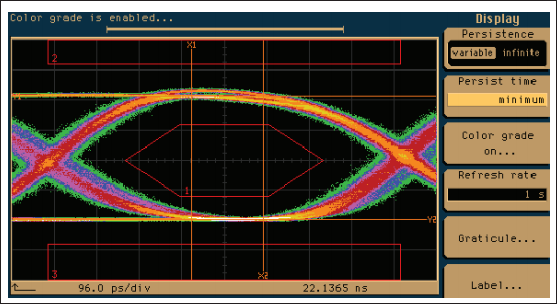 Color grade is enabled...
Display
Persistence
variable infinite
X1
2
Persist time
minimum
Y1
Color grade
on...
1
Refresh rate
1 s
Y2
Graticule...
3
X2
96.0 ps/div
22.1365 ns
Label...